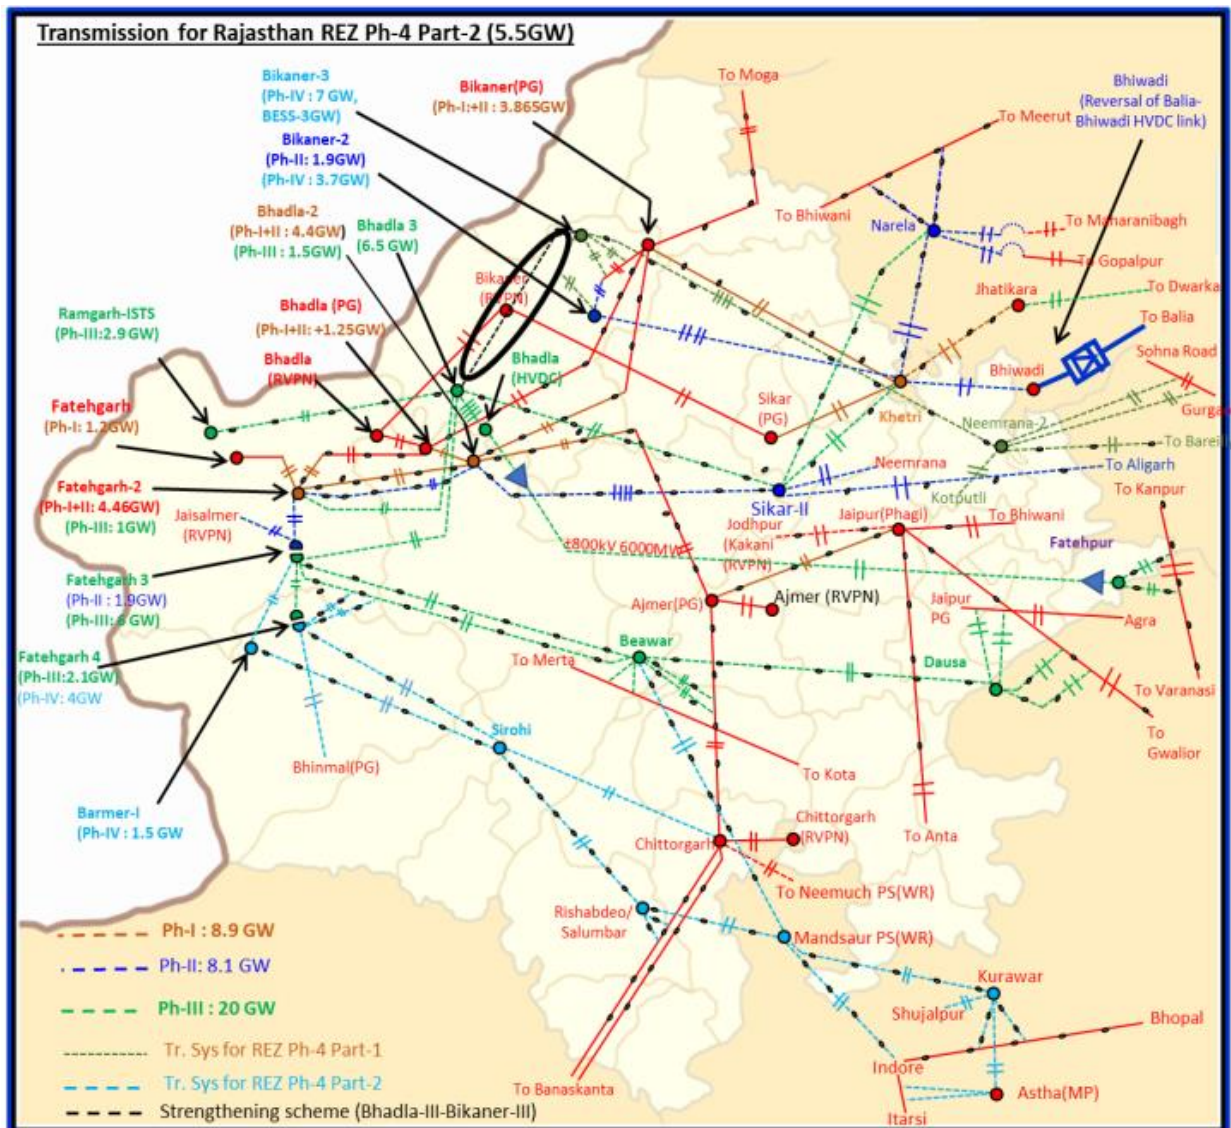 Transmission for Rajasthan REZ Ph-4 Part-2 (5.5GW)
Bikaner-3
(Ph-IV : 7 GW,
BESS-3GW)
Bikaner(PG)
(Ph-I:+II : 3.865GW)
To Moga
Bhiwadi
(Reversal of Balia-
Bhiwadi HVDC link)
To Meerut
Bikaner-2
(Ph-II: 1.9GW)
(Ph-IV : 3.7GW)
Bhadla-2
(Ph-I+II : 4.4GW)
(Ph-III : 1.5GW)
Bhadla 3
(6.5 GW)
To Bhiwani
Narela
To Maharanibagh
To Gopalpur
Bikaner
(RVPN)
Jhatikara
To Dwarka
Ramgarh-ISTS
(Ph-III:2.9 GW)
Bhadla (PG)
(Ph-I+II: +1.25GW)
To Balia
Bhadla
(RVPN)
Bhadla
(HVDC)
Sohna Road
Bhiwadi
Fatehgarh
(Ph-I: 1.2GW)
Sikar
(PG)
Khetri
Gurga
Neemrana-2
To Barei
Fatehgarh-2
(Ph-I+II: 4.46GW)
(Ph-III: 1GW)
Neemrana
To Aligarh
Kotputli
To Kanpur
Sikar-II
Jaisalmer
(RVPN)
Jodhpur
(Kakani
(RVPN)
Jaipur(Phagi)
To Bhiwani
±800kV 6000MW
Fatehpur
Fatehgarh 3
(Ph-II : 1.9GW)
(Ph-III: 6 GW)
Ajmer(PG)
Ajmer (RVPN)
Jaipur
PG
Agra
Fatehgarh 4
(Ph-III:2.1GW)
(Ph-IV: 4GW
Beawar
To Merta
Dausa
To Varanasi
To
Gwalior
Sirohi
Bhinmal(PG)
To Kota
Barmer-I
(Ph-IV : 1.5 GW
Chittorgarh
Chittorgarh
(RVPN)
To Anta
To Neemuch PS(WR)
Rishabdeo/
Salumbar
Mandsaur PS(WR)
Ph-I : 8.9 GW
Ph-II: 8.1 GW
Ph-III : 20 GW
Tr. Sys for REZ Ph-4 Part-1
Tr. Sys for REZ Ph-4 Part-2
Strengthening scheme (Bhadla-III-Bikaner-III)
Kurawar
Shujalpur
Bhopal
Indore
To Banaskanta
Astha(MP)
Itarsi